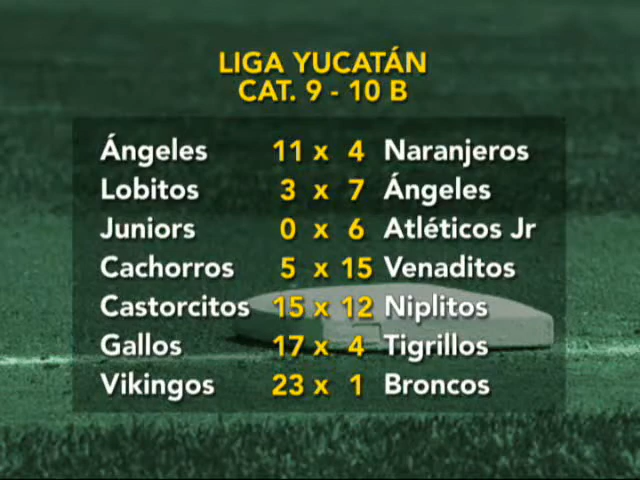 LIGA YUCATÁN
CAT. 9 - 10 B
Ángeles 11 x 4 Naranjeros
Lobitos 3 x 7 Ángeles
Juniors 0 x 6 Atléticos Jr
Cachorros 5 x 15 Venaditos
Castorcitos 15 x 12 Niplitos
Gallos 17 x 4 Tigrillos
Vikingos 23 x 1 Broncos